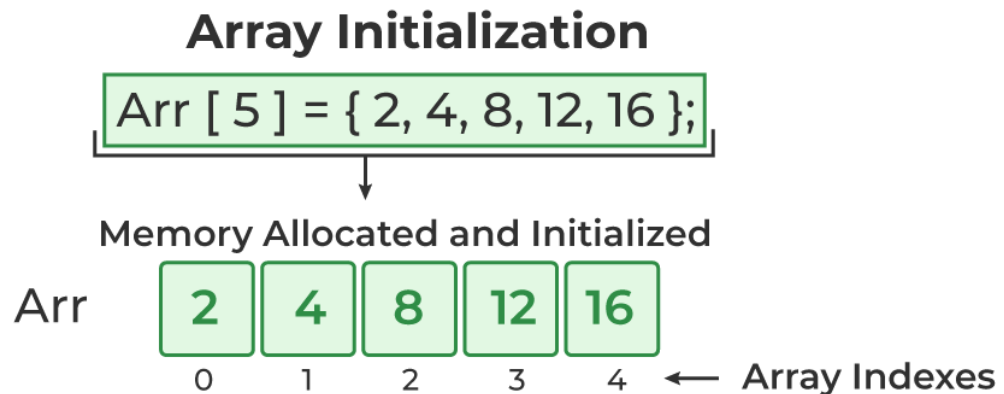 Array Initialization
Arr [ 5 ] = { 2, 4, 8, 12, 16 };
Memory Allocated and Initialized
Arr 2 4 8 12 16
0 1 2 3 4 Array Indexes